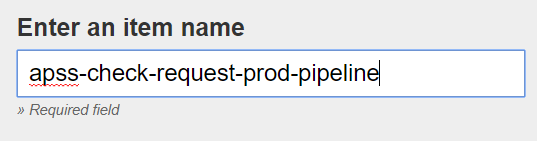 Enter an item name
apss-check-request-prod-pipeline
» Required field